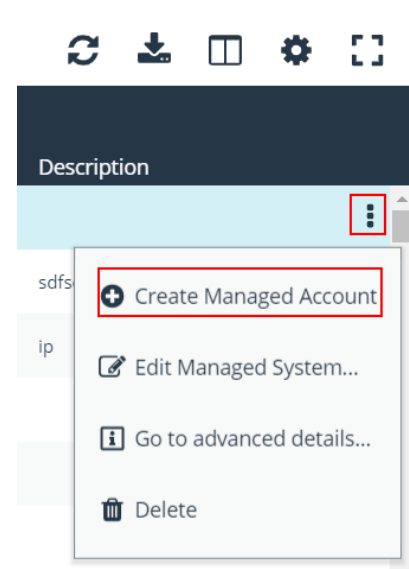 Description
sdfs
Create Managed Account
ip
Edit Managed System...
Go to advanced details...
Delete